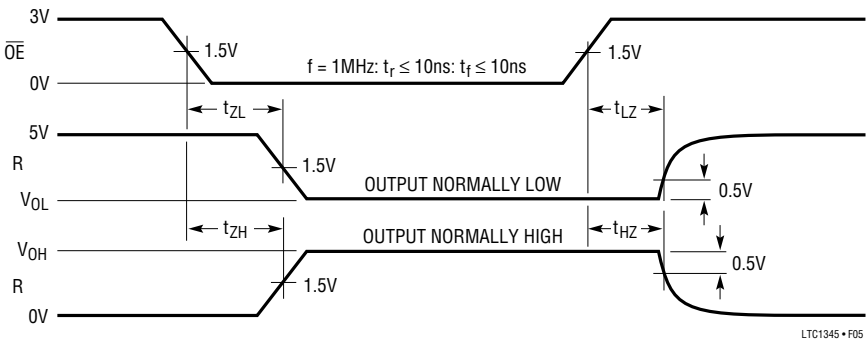 3V
OE
1.5V
f = 1MHz: tr ≤ 10ns: tf ≤ 10ns
1.5V
0V
tZL
tLZ
5V
R
1.5V
OUTPUT NORMALLY LOW
0.5V
VOL
tZH
OUTPUT NORMALLY HIGH
tHZ
VOH
0.5V
R
1.5V
0V
LTC1345 • F05